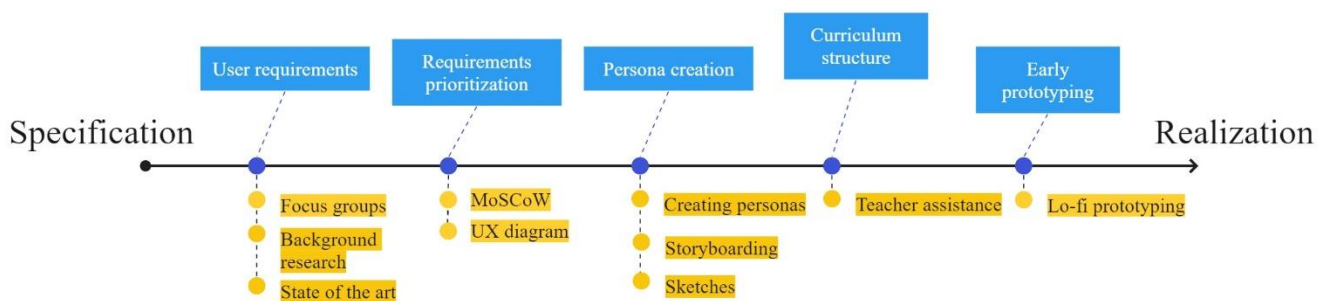 Specification
User requirements
Focus groups
Background
research
State of the art
Requirements
prioritization
MoSCoW
UX diagram
Persona creation
Creating personas
Storyboarding
Sketches
Curriculum
structure
Teacher assistance
Early
prototyping
Lo-fi prototyping
Realization